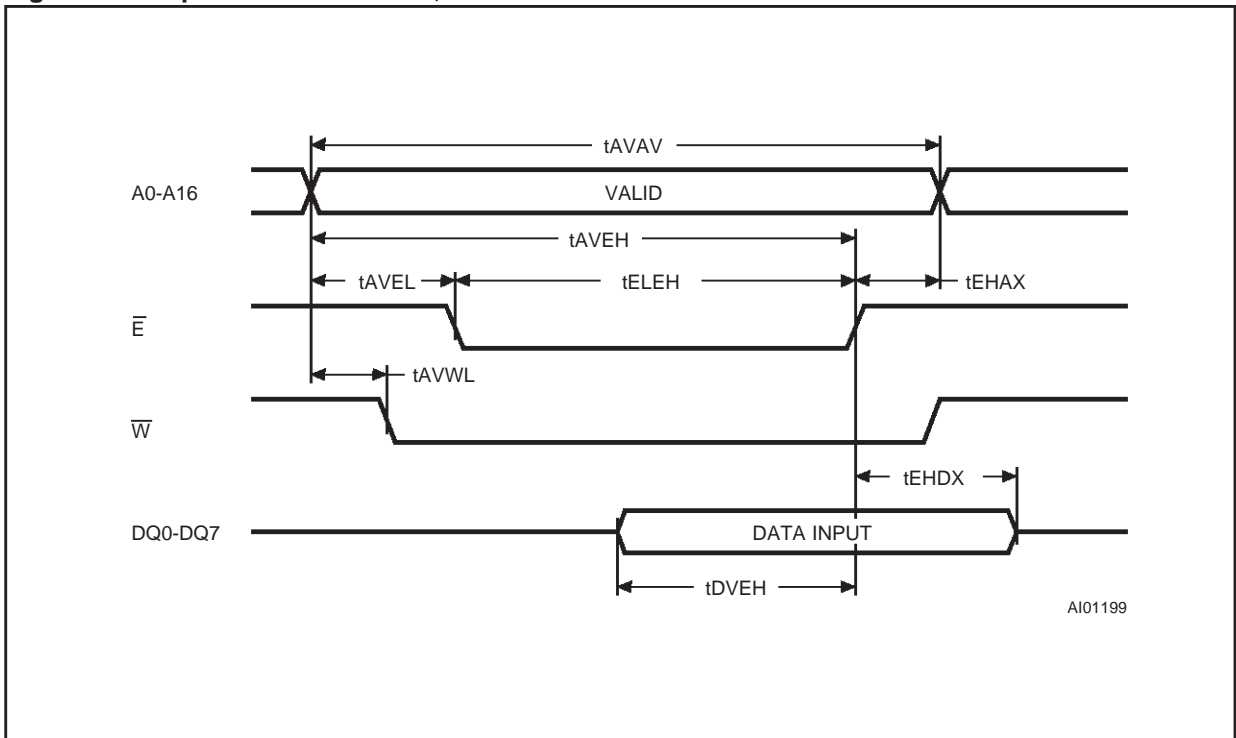 tAVAV
A0-A16 VALID
tAVEH
tAVEL tELEH tEHAX
E̅
tAVWL
W̅
tEHDX
DQ0-DQ7 DATA INPUT
tDVEH
AI01199